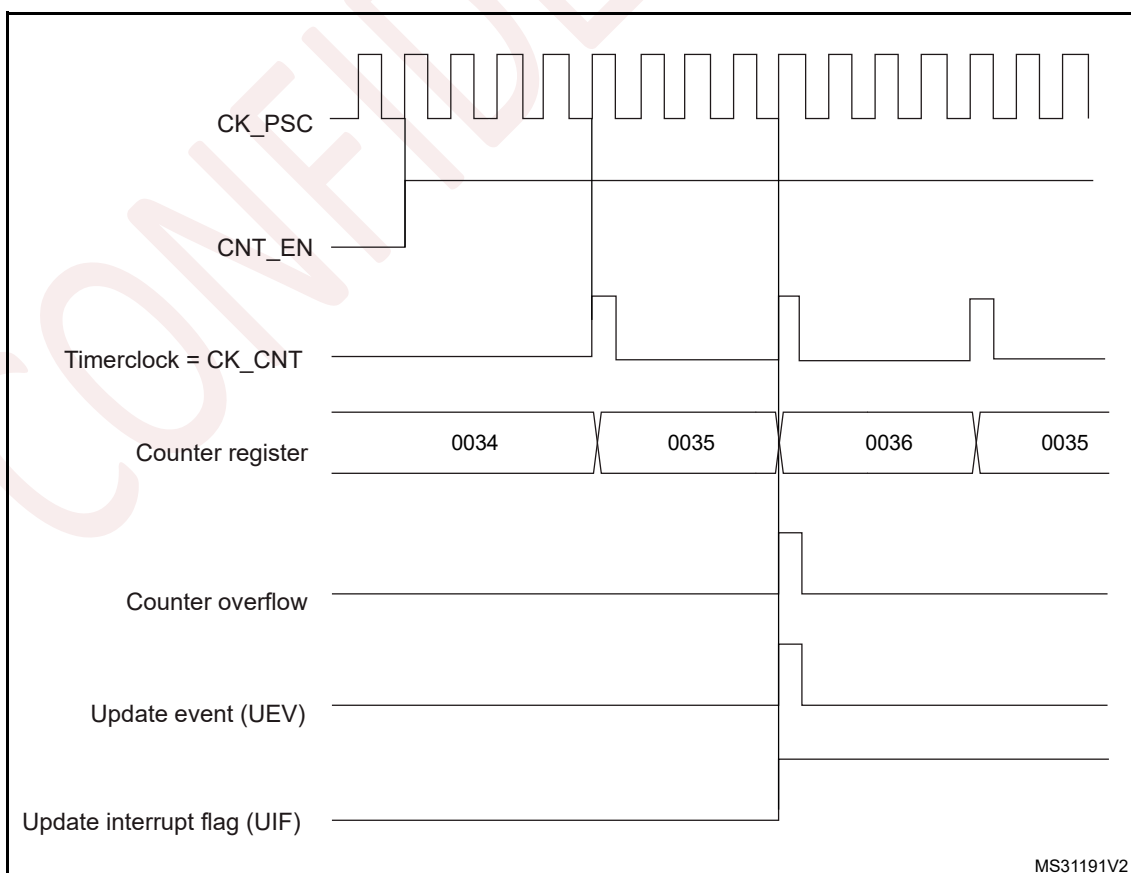 CONFIDE
CK_PSC
CNT_EN
Timerclock = CK_CNT
Counter register
0034
0035
0036
0035
Counter overflow
Update event (UEV)
Update interrupt flag (UIF)
MS31191V2